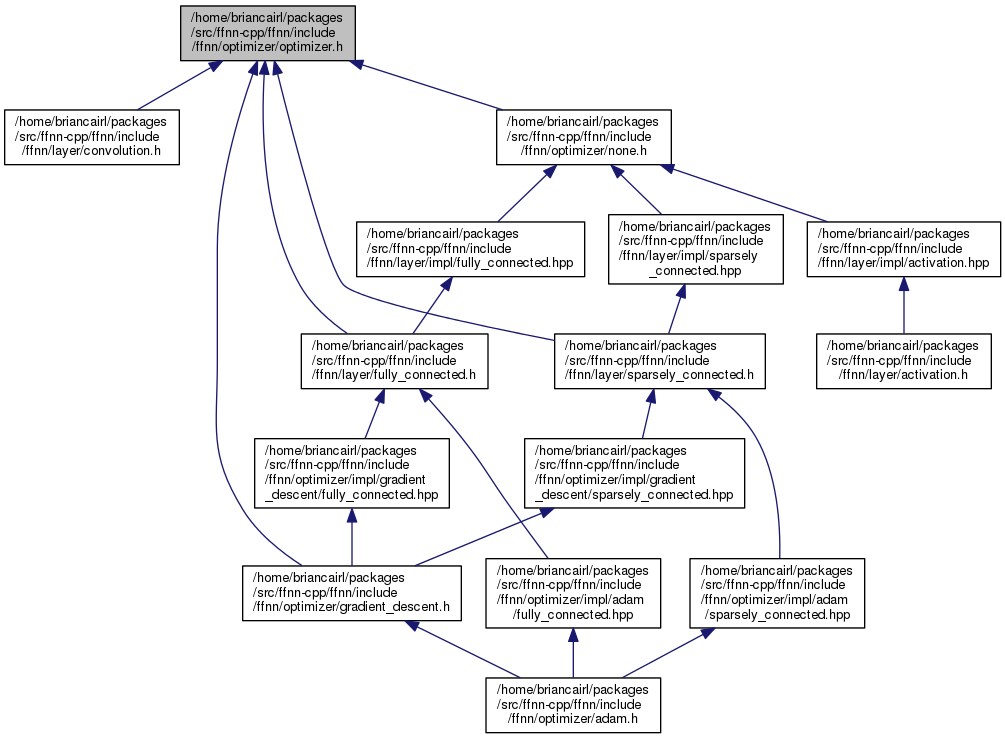 /home/briancairl/packages
/src/ffnn-cpp/ffnn/include
/ffnn/optimizer/optimizer.h
/home/briancairl/packages
/src/ffnn-cpp/ffnn/include
/ffnn/layer/convolution.h
/home/briancairl/packages
/src/ffnn-cpp/ffnn/include
/ffnn/optimizer/none.h
/home/briancairl/packages
/src/ffnn-cpp/ffnn/include
/ffnn/layer/impl/fully_connected.hpp
/home/briancairl/packages
/src/ffnn-cpp/ffnn/include
/ffnn/layer/impl/sparsely
_connected.hpp
/home/briancairl/packages
/src/ffnn-cpp/ffnn/include
/ffnn/layer/impl/activation.hpp
/home/briancairl/packages
/src/ffnn-cpp/ffnn/include
/ffnn/layer/fully_connected.h
/home/briancairl/packages
/src/ffnn-cpp/ffnn/include
/ffnn/layer/sparsely_connected.h
/home/briancairl/packages
/src/ffnn-cpp/ffnn/include
/ffnn/layer/activation.h
/home/briancairl/packages
/src/ffnn-cpp/ffnn/include
/ffnn/optimizer/impl/gradient
_descent/fully_connected.hpp
/home/briancairl/packages
/src/ffnn-cpp/ffnn/include
/ffnn/optimizer/impl/gradient
_descent/sparsely_connected.hpp
/home/briancairl/packages
/src/ffnn-cpp/ffnn/include
/ffnn/optimizer/gradient_descent.h
/home/briancairl/packages
/src/ffnn-cpp/ffnn/include
/ffnn/optimizer/impl/adam
/fully_connected.hpp
/home/briancairl/packages
/src/ffnn-cpp/ffnn/include
/ffnn/optimizer/impl/adam
/sparsely_connected.hpp
/home/briancairl/packages
/src/ffnn-cpp/ffnn/include
/ffnn/optimizer/adam.h